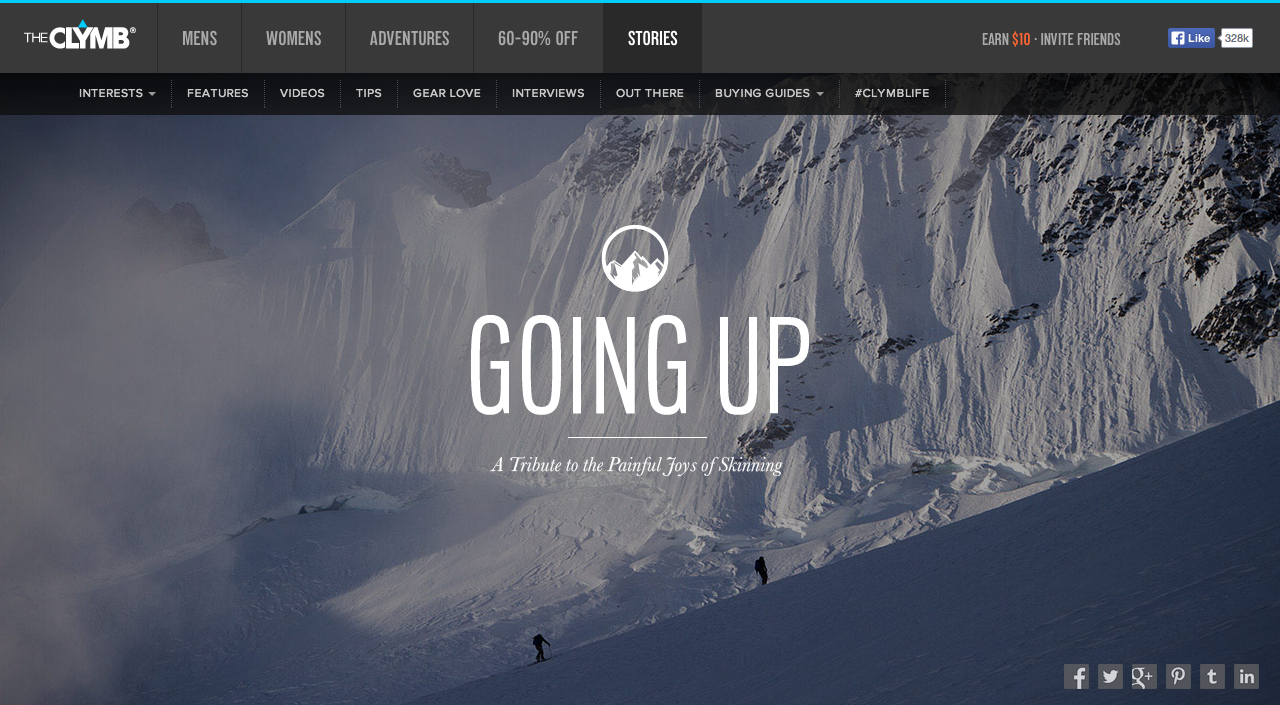 THE CLYMB®
MENS
WOMENS
ADVENTURES
60-90% OFF
STORIES
EARN $10 · INVITE FRIENDS
Like
328k
INTERESTS
FEATURES
VIDEOS
TIPS
GEAR LOVE
INTERVIEWS
OUT THERE
BUYING GUIDES
#CLYMBLIFE
GOING UP
A Tribute to the Painful Joys of Skinning